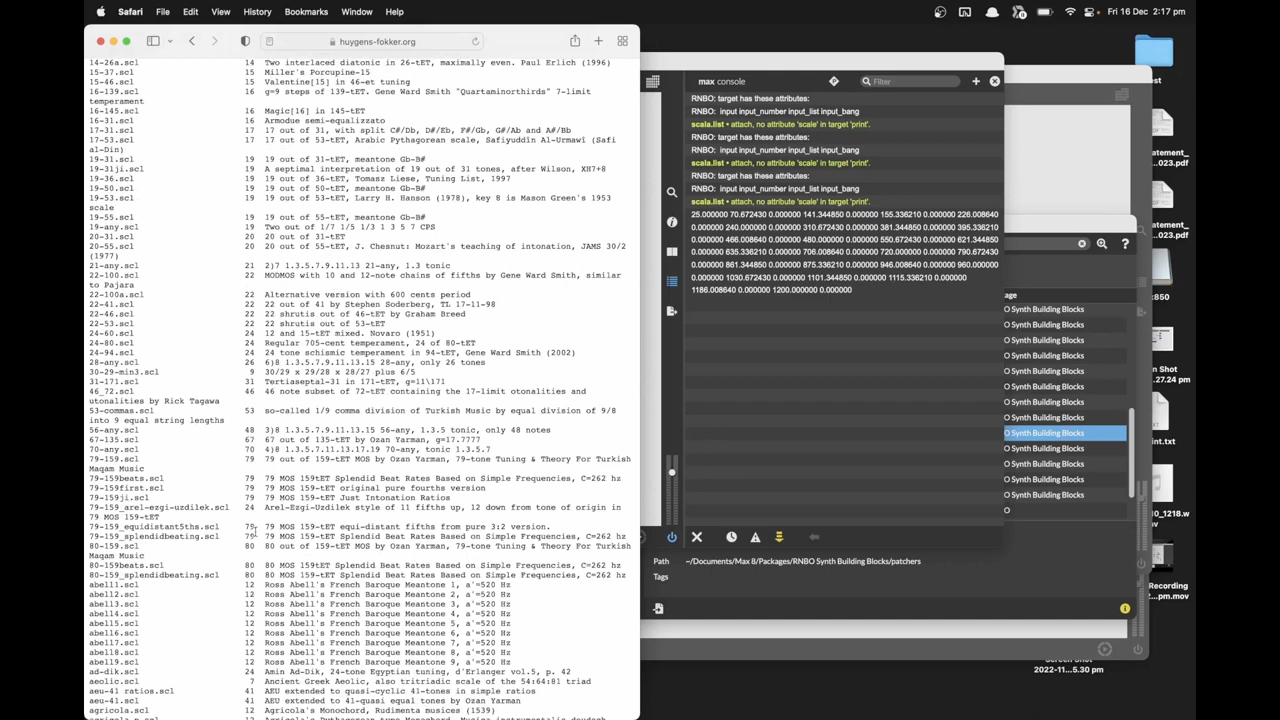 Safari File Edit View History Bookmarks Window Help
Fri 16 Dec 2:17 pm
huygens-fokker.org
14-26a.scl 14 Two interlaced diatonic in 26-tET, maximally even. Paul Erlich (1996)
15-37.scl 15 Miller's Porcupine-15
15-46.scl 15 Valentine[15] in 46-et tuning
16-139.scl 16 g=9 steps of 139-tET. Gene Ward Smith "Quartaminorthirds" 7-limit
temperament
16-145.scl 16 Magic[16] in 145-tET
16-31.scl 16 Armodue semi-equalizzato
17-31.scl 17 17 out of 31, with split C#/Db, D#/Eb, F#/Gb, G#/Ab and A#/Bb
17-53.scl 17 17 out of 53-tET, Arabic Pythagorean scale, Safiyuddîn Al-Urmawî (Safi
al-Din)
19-31.scl 19 19 out of 31-tET, meantone Gb-B#
19-31ji.scl 19 A septimal interpretation of 19 out of 31 tones, after Wilson, XH7+8
19-36.scl 19 19 out of 36-tET, Tomasz Liese, Tuning List, 1997
19-50.scl 19 19 out of 50-tET, meantone Gb-B#
19-53.scl 19 19 out of 53-tET, Larry H. Hanson (1978), key 8 is Mason Green's 1953
scale
19-55.scl 19 19 out of 55-tET, meantone Gb-B#
19-any.scl 19 Two out of 1/7 1/5 1/3 1 3 5 7 CPS
20-31.scl 20 20 out of 31-tET
20-55.scl 20 20 out of 55-tET, J. Chesnut: Mozart's teaching of intonation, JAMS 30/2
(1977)
21-any.scl 21 2)7 1.3.5.7.9.11.13 21-any, 1.3 tonic
22-100.scl 22 MODMOS with 10 and 12-note chains of fifths by Gene Ward Smith, similar
to Pajara
22-100a.scl 22 Alternative version with 600 cents period
22-41.scl 22 22 out of 41 by Stephen Soderberg, TL 17-11-98
22-46.scl 22 22 shrutis out of 46-tET by Graham Breed
22-53.scl 22 22 shrutis out of 53-tET
24-60.scl 24 12 and 15-tET mixed. Novaro (1951)
24-80.scl 24 Regular 705-cent temperament, 24 of 80-tET
24-94.scl 24 24 tone schismic temperament in 94-tET, Gene Ward Smith (2002)
28-any.scl 26 6)8 1.3.5.7.9.11.13.15 28-any, only 26 tones
30-29-min3.scl 9 30/29 x 29/28 x 28/27 plus 6/5
31-171.scl 31 Tertiaseptal-31 in 171-tET, g=11\171
46_72.scl 46 46 note subset of 72-tET containing the 17-limit otonalities and
utonalities by Rick Tagawa
53-commas.scl 53 so-called 1/9 comma division of Turkish Music by equal division of 9/8
into 9 equal string lengths
56-any.scl 48 3)8 1.3.5.7.9.11.13.15 56-any, 1.3.5 tonic, only 48 notes
67-135.scl 67 67 out of 135-tET by Ozan Yarman, g=17.7777
70-any.scl 70 4)8 1.3.5.7.11.13.17.19 70-any, tonic 1.3.5.7
79-159.scl 79 79 out of 159-tET MOS by Ozan Yarman, 79-tone Tuning & Theory For Turkish
Maqam Music
79-159beats.scl 79 79 MOS 159tET Splendid Beat Rates Based on Simple Frequencies, C=262 hz
79-159first.scl 79 79 MOS 159-tET original pure fourths version
79-159ji.scl 79 79 MOS 159-tET Just Intonation Ratios
79-159_arel-ezgi-uzdilek.scl 24 Arel-Ezgi-Uzdilek style of 11 fifths up, 12 down from tone of origin in
79 MOS 159-tET
79-159_equidistant5ths.scl 79 79 MOS 159-tET equi-distant fifths from pure 3:2 version.
79-159_splendidbeating.scl 79 79 MOS 159-tET Splendid Beat Rates Based on Simple Frequencies, C=262 hz
80-159.scl 80 80 out of 159-tET MOS by Ozan Yarman, 79-tone Tuning & Theory For Turkish
Maqam Music
80-159beats.scl 80 80 MOS 159-tET Splendid Beat Rates Based on Simple Frequencies, C=262 hz
80-159_splendidbeating.scl 80 80 MOS 159-tET Splendid Beat Rates Based on Simple Frequencies, C=262 hz
abell1.scl 12 Ross Abell's French Baroque Meantone 1, a'=520 Hz
abell2.scl 12 Ross Abell's French Baroque Meantone 2, a'=520 Hz
abell3.scl 12 Ross Abell's French Baroque Meantone 3, a'=520 Hz
abell4.scl 12 Ross Abell's French Baroque Meantone 4, a'=520 Hz
abell5.scl 12 Ross Abell's French Baroque Meantone 5, a'=520 Hz
abell6.scl 12 Ross Abell's French Baroque Meantone 6, a'=520 Hz
abell7.scl 12 Ross Abell's French Baroque Meantone 7, a'=520 Hz
abell8.scl 12 Ross Abell's French Baroque Meantone 8, a'=520 Hz
abell9.scl 12 Ross Abell's French Baroque Meantone 9, a'=520 Hz
ad-dik.scl 24 Amin Ad-Dik, 24-tone Egyptian tuning, d'Erlanger vol.5, p. 42
aeolic.scl 7 Ancient Greek Aeolic, also tritriadic scale of the 54:64:81 triad
aeu-41 ratios.scl 41 AEU extended to quasi-cyclic 41-tones in simple ratios
aeu-41.scl 41 AEU extended to 41-quasi equal tones by Ozan Yarman
agricola.scl 12 Agricola's Monochord, Rudimenta musices (1539)
max console
Filter
RNBO: target has these attributes:
RNBO: input input_number input_list input_bang
scala.list • attach, no attribute 'scale' in target 'print'.
RNBO: target has these attributes:
RNBO: input input_number input_list input_bang
scala.list • attach, no attribute 'scale' in target 'print'.
RNBO: target has these attributes:
RNBO: input input_number input_list input_bang
scala.list • attach, no attribute 'scale' in target 'print'.
25.000000 70.672430 0.000000 141.344850 0.000000 155.336210 0.000000 226.008640
0.000000 240.000000 0.000000 310.672430 0.000000 381.344850 0.000000 395.336210
0.000000 466.008640 0.000000 480.000000 0.000000 550.672430 0.000000 621.344850
0.000000 635.336210 0.000000 706.008640 0.000000 720.000000 0.000000 790.672430
0.000000 861.344850 0.000000 875.336210 0.000000 946.008640 0.000000 960.000000
0.000000 1030.672430 0.000000 1101.344850 0.000000 1115.336210 0.000000
1186.008640 0.000000 1200.000000 0.000000
Path ~/Documents/Max 8/Packages/RNBO Synth Building Blocks/patchers
Tags
age
O Synth Building Blocks
O Synth Building Blocks
O Synth Building Blocks
O Synth Building Blocks
O Synth Building Blocks
O Synth Building Blocks
O Synth Building Blocks
O Synth Building Blocks
O Synth Building Blocks
O Synth Building Blocks
O Synth Building Blocks
O Synth Building Blocks
O Synth Building Blocks
O
est
atement_
023.pdf
atement_
023.pdf
x850
en Shot
1.27.24 pm
int.txt
0_1218.
wmv
Recording
pm.mov
Screen Shot
2022-11...5.30 pm